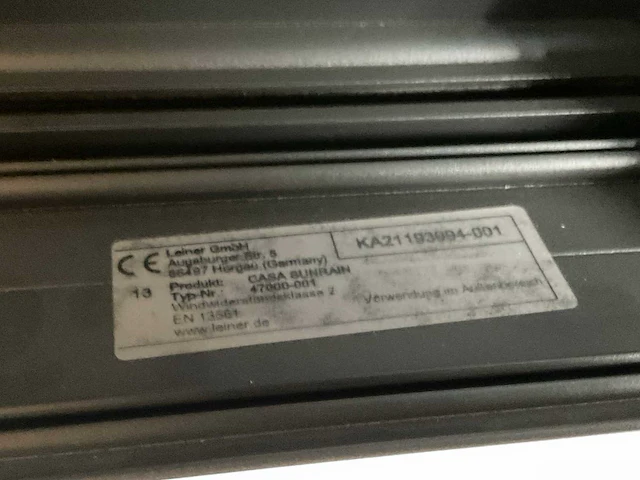 CE
13
Leiner GmbH
Augsburger Str. 5
86497 Horgau (Germany)
Produkt: CASA SUNRAIN
Typ-Nr.: 47000-001
Windwiderstandsklasse 2
EN 13561
www.leiner.de
KA21193994-001
Verwendung im Außenbereich